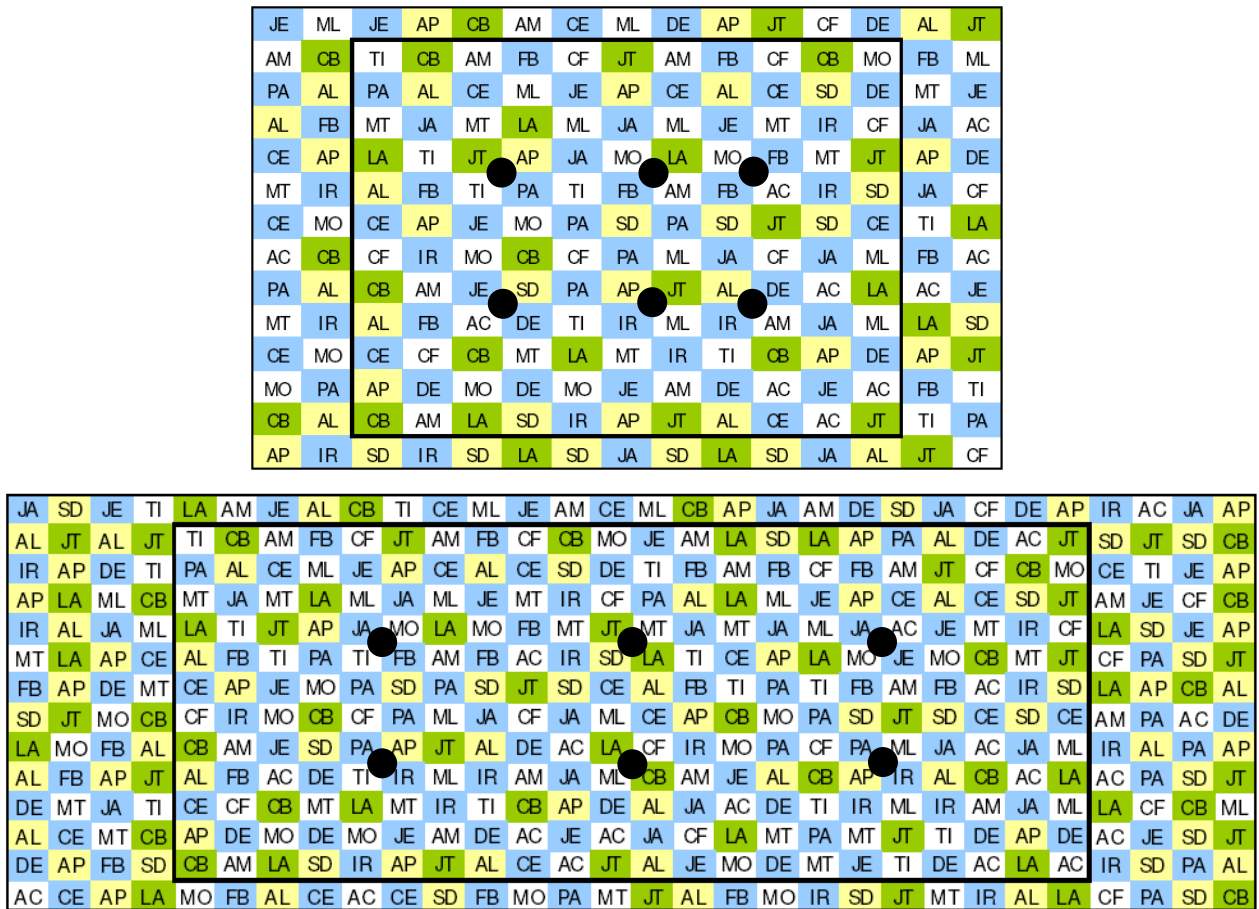 JE ML JE AP CB AM CE ML DE AP JT CF DE AL JT
AM CB TI CB AM FB CF JT AM FB CF CB MO FB ML
PA AL PA AL CE ML JE AP CE AL CE SD DE MT JE
AL FB MT JA MT LA ML JA ML JE MT IR CF JA AC
CE AP LA TI JT AP JA MO LA MO FB MT JT AP DE
MT IR AL FB TI PA TI FB AM FB AC IR SD JA CF
CE MO CE AP JE MO PA SD PA SD JT SD CE TI LA
AC CB CF IR MO CB CF PA ML JA CF JA ML FB AC
PA AL CB AM JE SD PA AP JT AL DE AC LA AC JE
MT IR AL FB AC DE TI IR ML IR AM JA ML LA SD
CE MO CE CF CB MT LA MT IR TI CB AP DE AP JT
MO PA AP DE MO DE MO JE AM DE AC JE AC FB TI
CB AL CB AM LA SD IR AP JT AL CE AC JT TI PA
AP IR SD IR SD LA SD JA SD LA SD JA AL JT CF
JA SD JE TI LA AM JE AL CB TI CE ML JE AM CE ML CB AP JA AM DE SD JA CF DE AP IR AC JA AP
AL JT AL JT TI CB AM FB CF JT AM FB CF CB MO JE AM LA SD LA AP PA AL DE AC JT SD JT SD CB
IR AP DE TI PA AL CE ML JE AP CE AL CE SD DE TI FB AM FB CF FB AM JT CF CB MO CE TI JE AP
AP LA ML CB MT JA MT LA ML JA ML JE MT IR CF PA AL LA ML JE AP CE AL CE SD JT AM JE CF CB
IR AL JA ML LA TI JT AP JA MO LA MO FB MT JT MT JA MT JA ML JA AC JE MT IR CF LA SD JE AP
MT LA AP CE AL FB TI PA TI FB AM FB AC IR SD LA TI CE AP LA MO JE MO CB MT JT CF PA SD JT
FB AP DE MT CE AP JE MO PA SD PA SD JT SD CE AL FB TI PA TI FB AM FB AC IR SD LA AP CB AL
SD JT MO CB CF IR MO CB CF PA ML JA CF JA ML CE AP CB MO PA SD JT SD CE SD CE AM PA AC DE
LA MO FB AL CB AM JE SD PA AP JT AL DE AC LA CF IR MO PA CF PA ML JA AC JA ML IR AL PA AP
AL FB AP JT AL FB AC DE TI IR ML IR AM JA ML CB AM JE AL CB AP IR AL CB AC LA AC PA SD JT
DE MT JA TI CE CF CB MT LA MT IR TI CB AP DE AL JA AC DE TI IR ML IR AM JA ML LA CF CB ML
AL CE MT CB AP DE MO DE MO JE AM DE AC JE AC JA CF LA MT PA MT JT TI DE AP DE AC JE SD JT
DE AP FB SD CB AM LA SD IR AP JT AL CE AC JT AL JE MO DE MT JE TI DE AC LA AC IR SD PA AL
AC CE AP LA MO FB AL CE AC CE SD FB MO PA MT JT AL FB MO IR SD JT MT IR AL LA CF PA SD CB